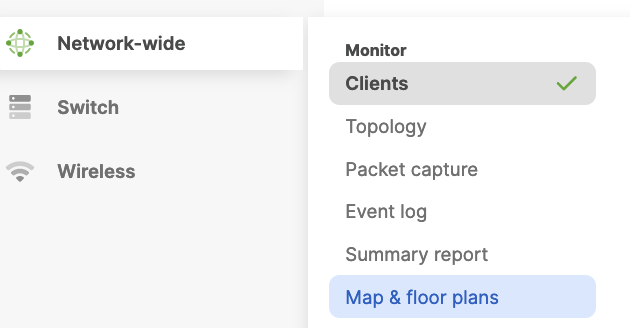 Network-wide
Switch
Wireless
Monitor
Clients
Topology
Packet capture
Event log
Summary report
Map & floor plans